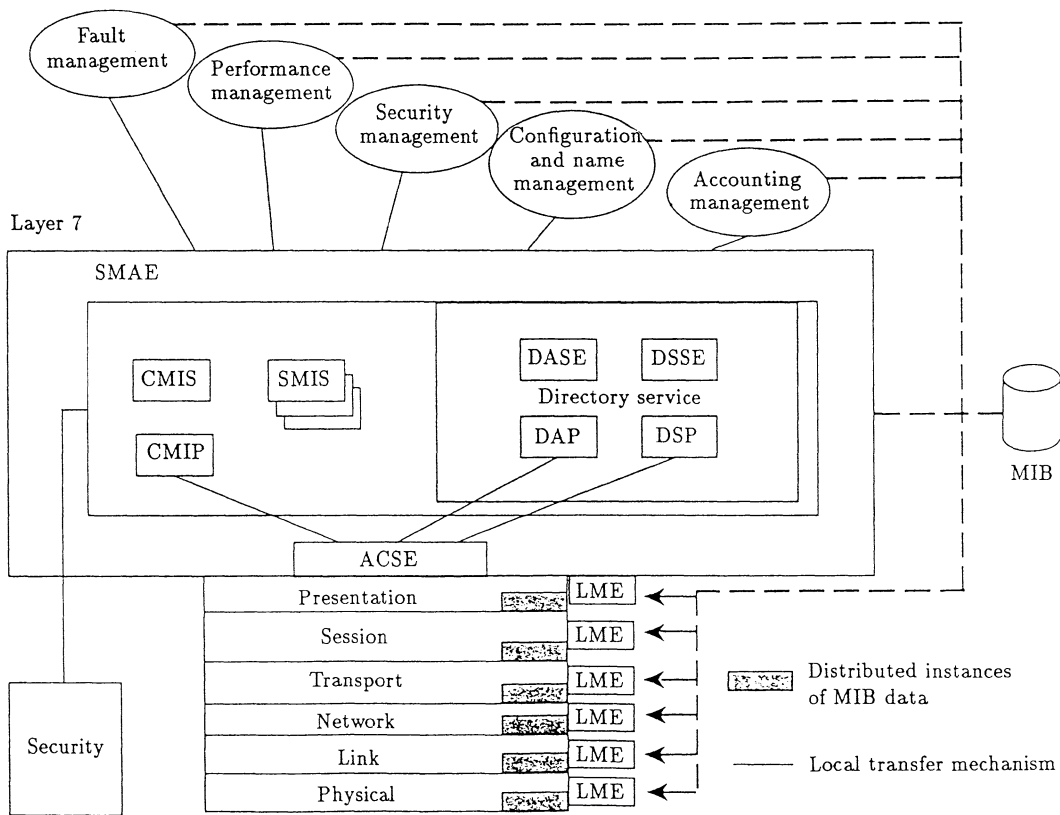 Fault
management
Performance
management
Security
management
Configuration
and name
management
Accounting
management
Layer 7
SMAE
CMIS
SMIS
CMIP
DASE
DSSE
Directory service
DAP
DSP
MIB
ACSE
Presentation
LME
Session
LME
Transport
LME
Network
LME
Link
LME
Physical
LME
Security
Distributed instances
of MIB data
Local transfer mechanism